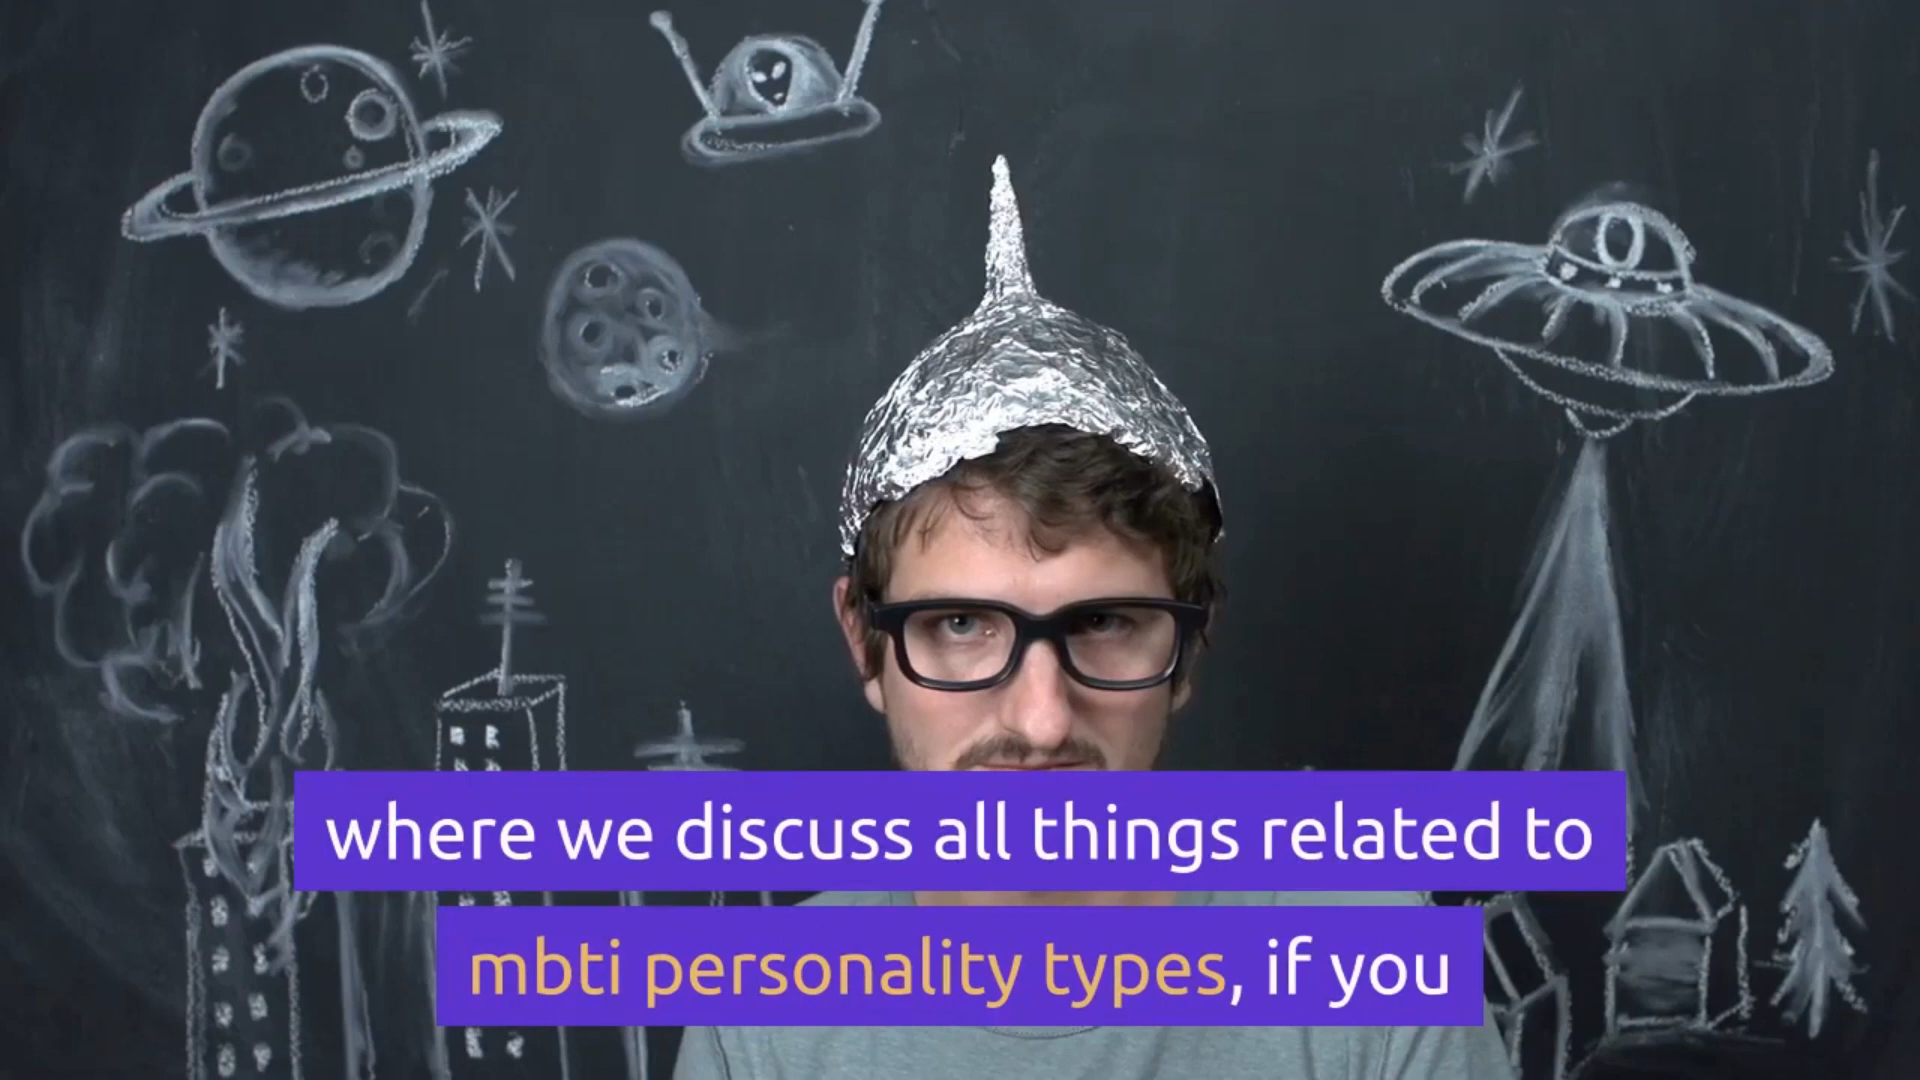 where we discuss all things related to
mbti personality types, if you